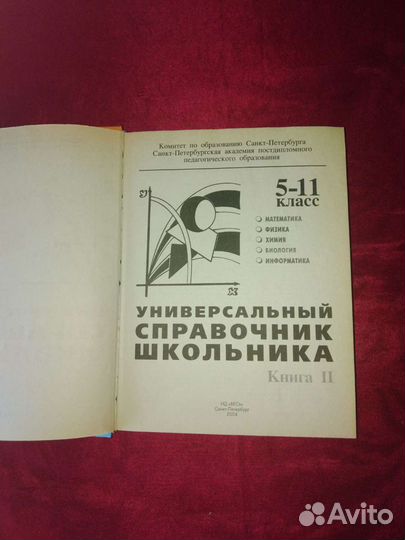 Комитет по образованию Санкт-Петербурга
Санкт-Петербургская академия постдипломного
педагогического образования
5-11
КЛАСС
МАТЕМАТИКА
ФИЗИКА
ХИМИЯ
БИОЛОГИЯ
ИНФОРМАТИКА
УНИВЕРСАЛЬНЫЙ
СПРАВОЧНИК
ШКОЛЬНИКА
Книга II
Санкт-Петербург
2004
Avito